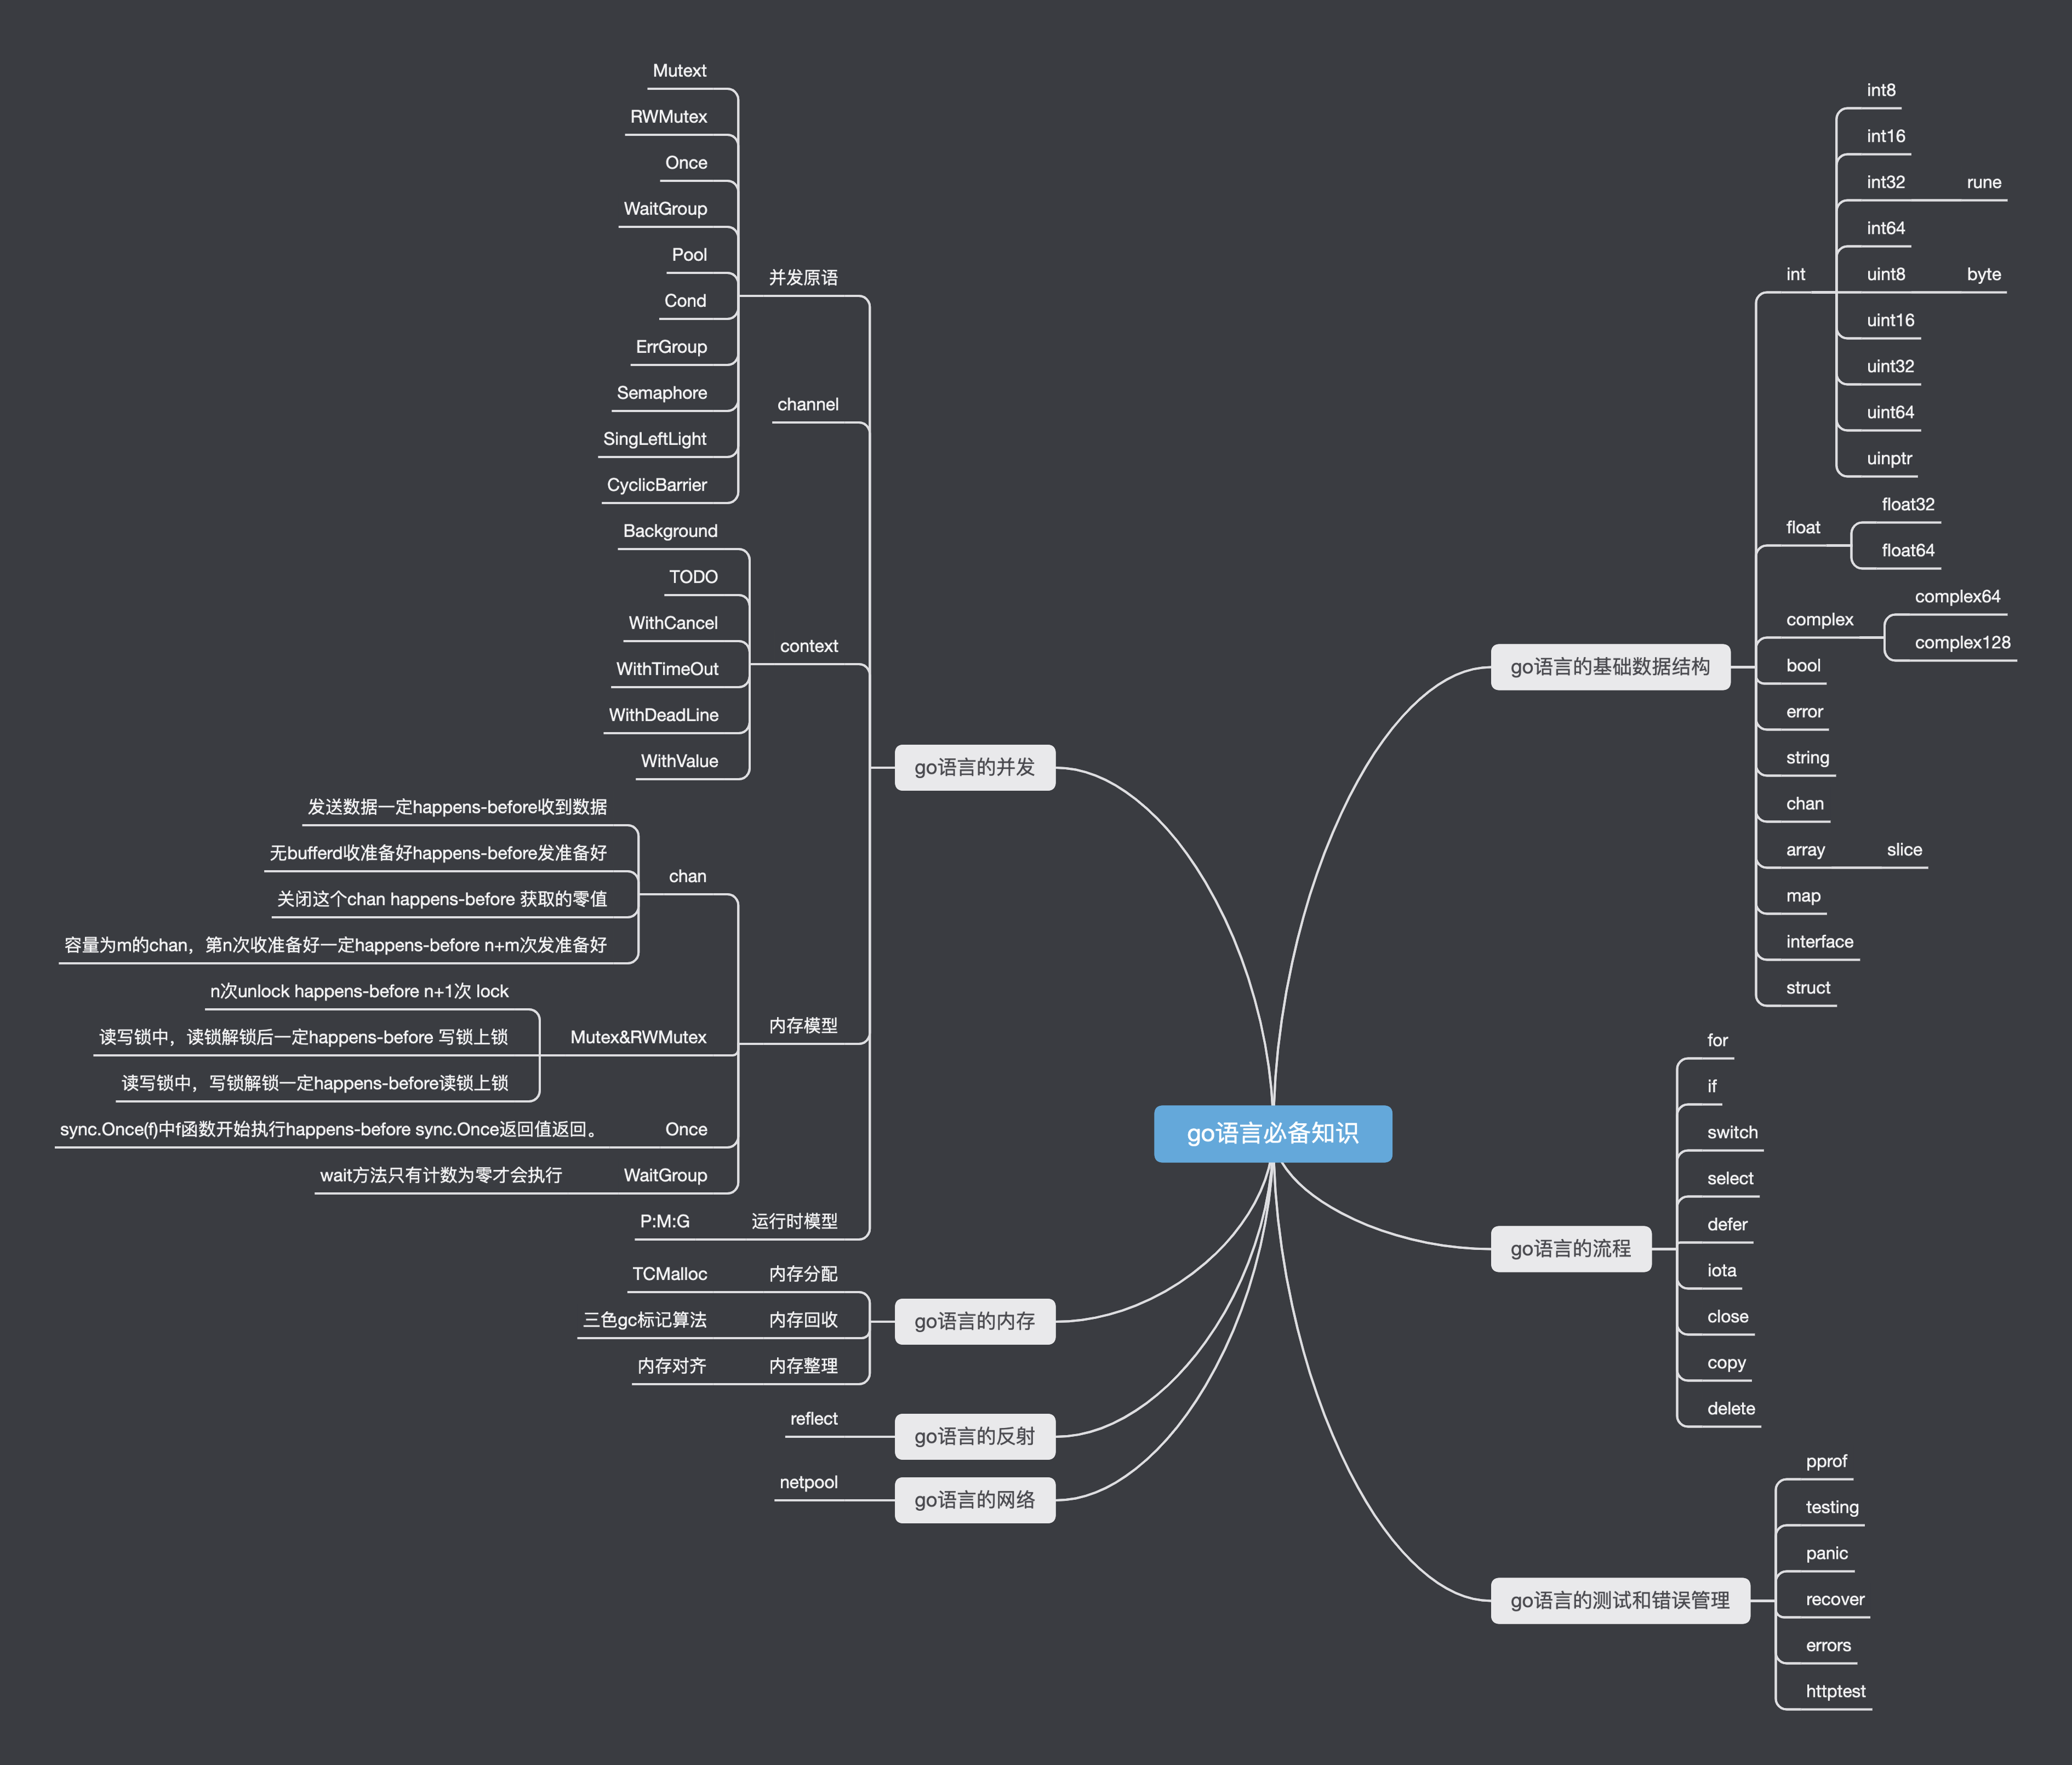 go语言必备知识
go语言的基础数据结构
int
int8
int16
int32
rune
int64
uint8
byte
uint16
uint32
uint64
uinptr
float
float32
float64
complex
complex64
complex128
bool
error
string
chan
array
slice
map
interface
struct
go语言的流程
for
if
switch
select
defer
iota
close
copy
delete
go语言的测试和错误管理
pprof
testing
panic
recover
errors
httptest
go语言的并发
并发原语
Mutext
RWMutex
Once
WaitGroup
Pool
Cond
ErrGroup
Semaphore
SingLeftLight
CyclicBarrier
channel
context
Background
TODO
WithCancel
WithTimeOut
WithDeadLine
WithValue
内存模型
chan
发送数据一定happens-before收到数据
无bufferd收准备好happens-before发准备好
关闭这个chan happens-before 获取的零值
容量为m的chan，第n次收准备好一定happens-before n+m次发准备好
Mutex&RWMutex
n次unlock happens-before n+1次 lock
读写锁中，读锁解锁后一定happens-before 写锁上锁
读写锁中，写锁解锁一定happens-before读锁上锁
Once
sync.Once(f)中f函数开始执行happens-before sync.Once返回值返回。
WaitGroup
wait方法只有计数为零才会执行
运行时模型
P:M:G
go语言的内存
内存分配
TCMalloc
内存回收
三色gc标记算法
内存整理
内存对齐
go语言的反射
reflect
go语言的网络
netpool